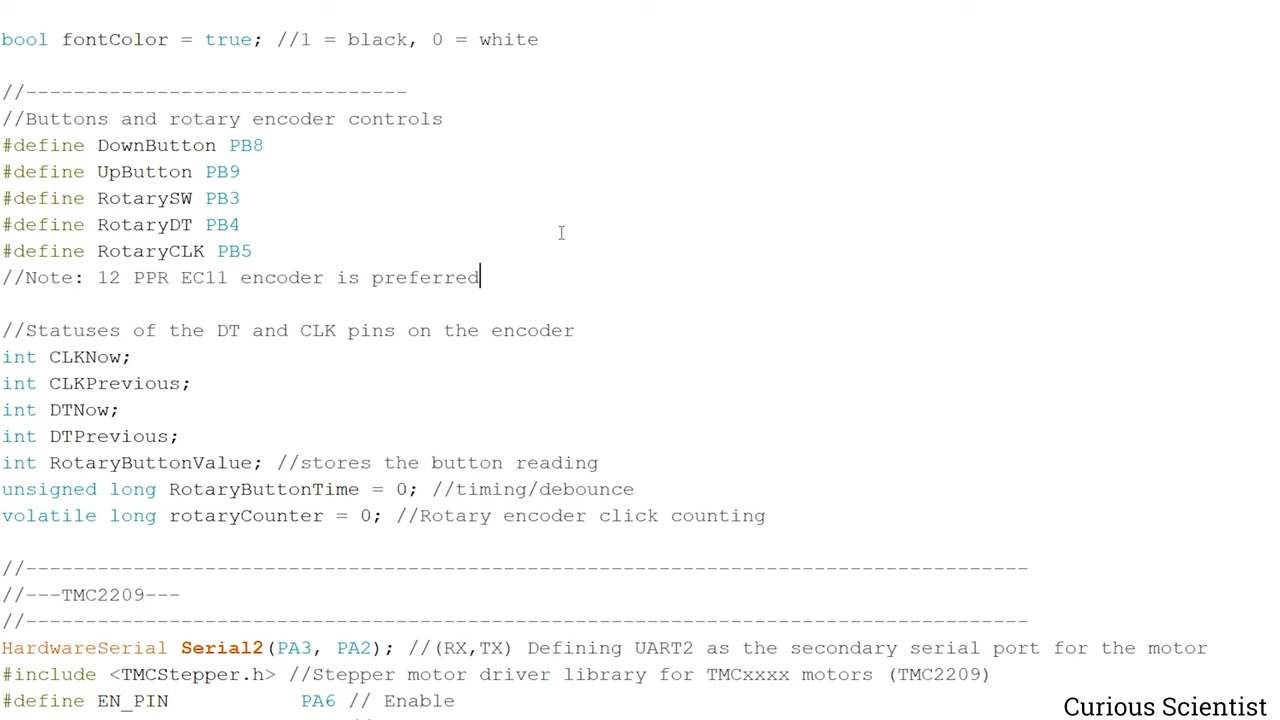 bool fontColor = true; //1 = black, 0 = white
//--------------------------------
//Buttons and rotary encoder controls
#define DownButton PB8
#define UpButton PB9
#define RotarySW PB3
#define RotaryDT PB4
#define RotaryCLK PB5
//Note: 12 PPR EC11 encoder is preferred
//Statuses of the DT and CLK pins on the encoder
int CLKNow;
int CLKPrevious;
int DTNow;
int DTPrevious;
int RotaryButtonValue; //stores the button reading
unsigned long RotaryButtonTime = 0; //timing/debounce
volatile long rotaryCounter = 0; //Rotary encoder click counting
//------------------------------------------------------------------------------------
//---TMC2209---
//------------------------------------------------------------------------------------
HardwareSerial Serial2(PA3, PA2); //(RX,TX) Defining UART2 as the secondary serial port for the motor
#include <TMCStepper.h> //Stepper motor driver library for TMCxxxx motors (TMC2209)
#define EN_PIN PA6 // Enable
Curious Scientist